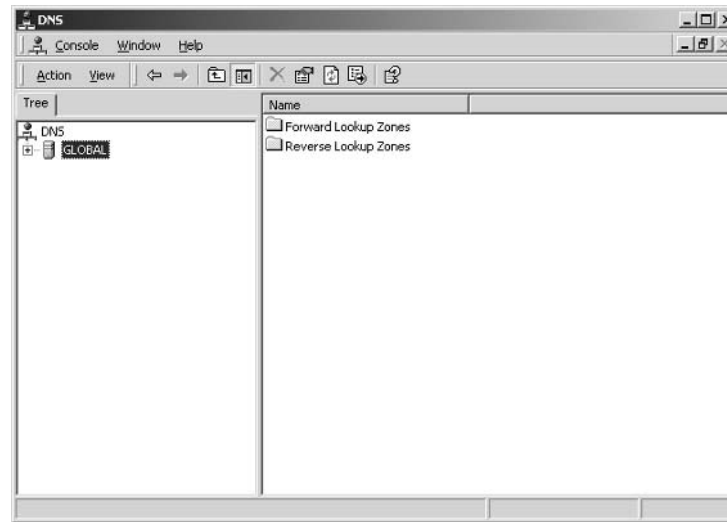 DNS
Console Window Help
Action View
Tree
Name
DNS
GLOBAL
Forward Lookup Zones
Reverse Lookup Zones